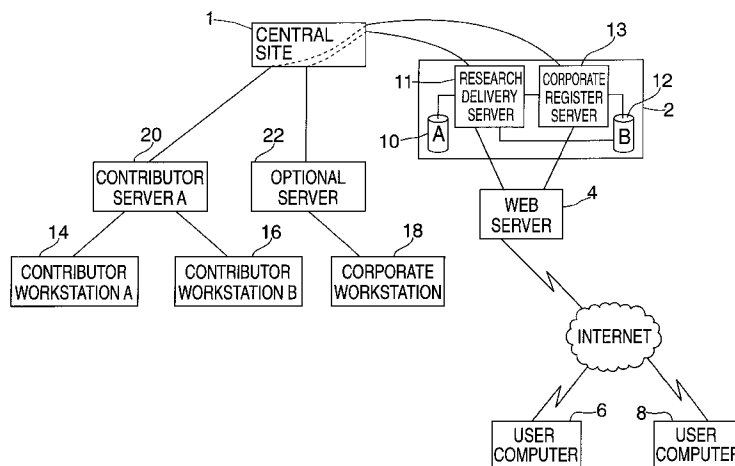 1
CENTRAL
SITE
13
11
RESEARCH
DELIVERY
SERVER
CORPORATE
REGISTER
SERVER
12
2
10
A
B
20
CONTRIBUTOR
SERVER A
22
OPTIONAL
SERVER
4
WEB
SERVER
14
CONTRIBUTOR
WORKSTATION A
16
CONTRIBUTOR
WORKSTATION B
18
CORPORATE
WORKSTATION
INTERNET
6
USER
COMPUTER
8
USER
COMPUTER